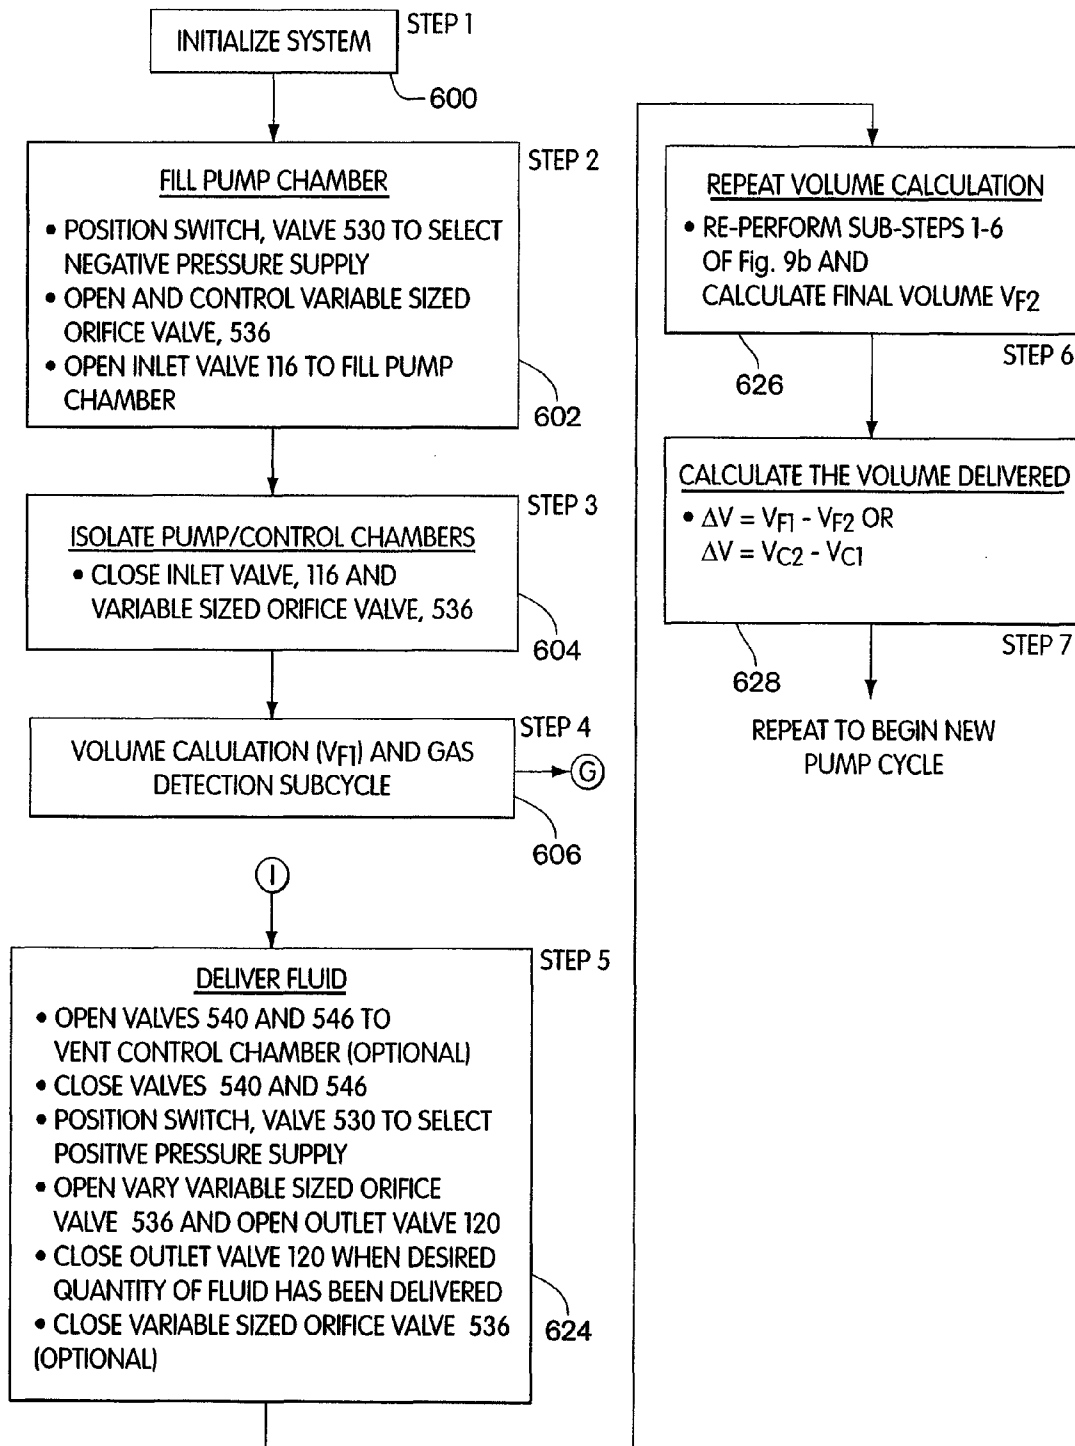 STEP 1
INITIALIZE SYSTEM
600
STEP 2
FILL PUMP CHAMBER
• POSITION SWITCH, VALVE 530 TO SELECT
NEGATIVE PRESSURE SUPPLY
• OPEN AND CONTROL VARIABLE SIZED
ORIFICE VALVE, 536
• OPEN INLET VALVE 116 TO FILL PUMP
CHAMBER
602
STEP 3
ISOLATE PUMP/CONTROL CHAMBERS
• CLOSE INLET VALVE, 116 AND
VARIABLE SIZED ORIFICE VALVE, 536
604
STEP 4
VOLUME CALULATION (VF1) AND GAS
DETECTION SUBCYCLE
G
606
I
STEP 5
DELIVER FLUID
• OPEN VALVES 540 AND 546 TO
VENT CONTROL CHAMBER (OPTIONAL)
• CLOSE VALVES 540 AND 546
• POSITION SWITCH, VALVE 530 TO SELECT
POSITIVE PRESSURE SUPPLY
• OPEN VARY VARIABLE SIZED ORIFICE
VALVE 536 AND OPEN OUTLET VALVE 120
• CLOSE OUTLET VALVE 120 WHEN DESIRED
QUANTITY OF FLUID HAS BEEN DELIVERED
• CLOSE VARIABLE SIZED ORIFICE VALVE 536
(OPTIONAL)
624
REPEAT VOLUME CALCULATION
• RE-PERFORM SUB-STEPS 1-6
OF Fig. 9b AND
CALCULATE FINAL VOLUME VF2
STEP 6
626
CALCULATE THE VOLUME DELIVERED
• ΔV = VF1 - VF2 OR
ΔV = VC2 - VC1
STEP 7
628
REPEAT TO BEGIN NEW
PUMP CYCLE